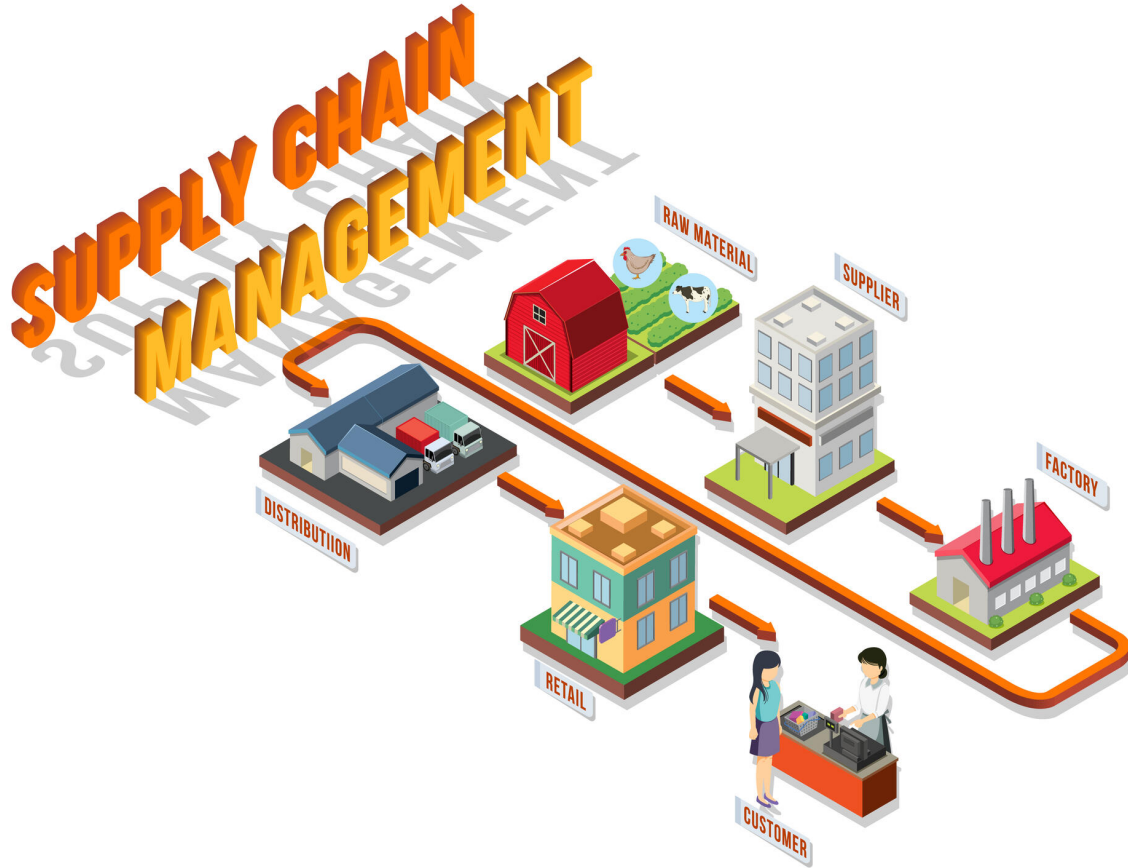 SUPPLY CHAIN
MANAGEMENT
RAW MATERIAL
SUPPLIER
FACTORY
DISTRIBUTIION
RETAIL
CUSTOMER